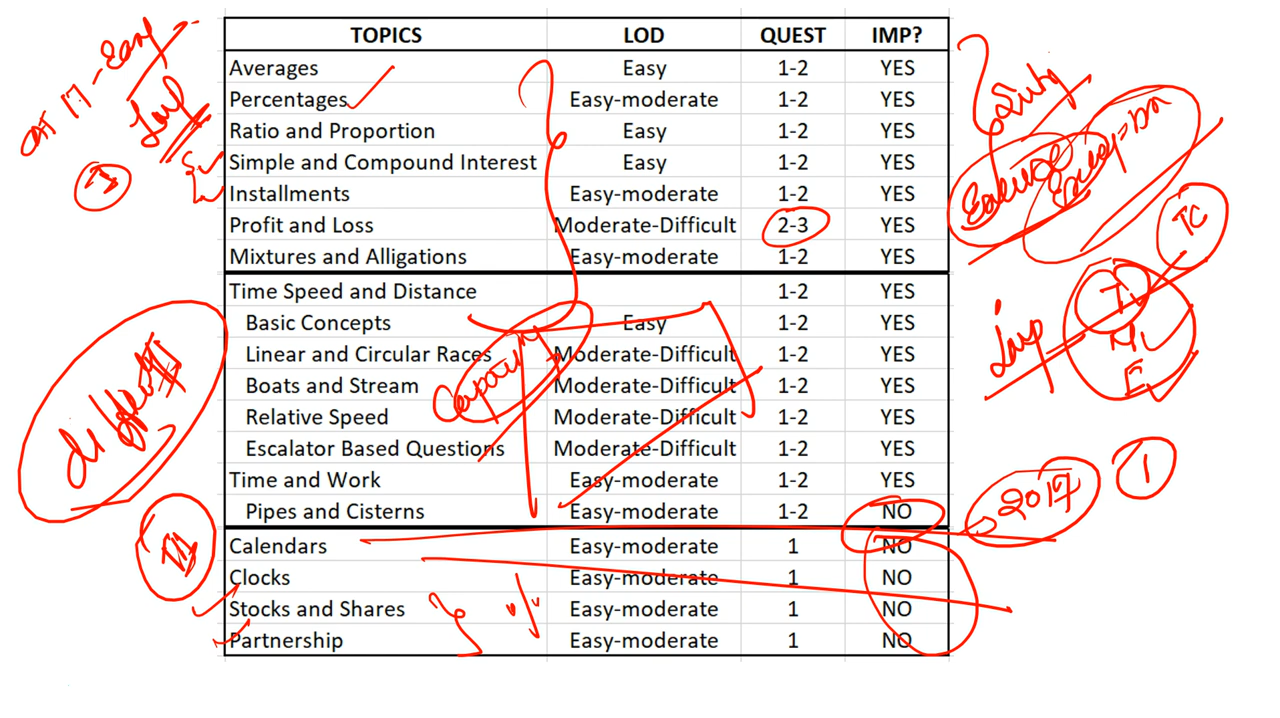 TOPICS LOD QUEST IMP?
Averages Easy 1-2 YES
Percentages Easy-moderate 1-2 YES
Ratio and Proportion Easy 1-2 YES
Simple and Compound Interest Easy 1-2 YES
Installments Easy-moderate 1-2 YES
Profit and Loss Moderate-Difficult 2-3 YES
Mixtures and Alligations Easy-moderate 1-2 YES
Time Speed and Distance 1-2 YES
Basic Concepts Easy 1-2 YES
Linear and Circular Races Moderate-Difficult 1-2 YES
Boats and Stream Moderate-Difficult 1-2 YES
Relative Speed Moderate-Difficult 1-2 YES
Escalator Based Questions Moderate-Difficult 1-2 YES
Time and Work Easy-moderate 1-2 YES
Pipes and Cisterns Easy-moderate 1-2 NO
Calendars Easy-moderate 1 NO
Clocks Easy-moderate 1 NO
Stocks and Shares Easy-moderate 1 NO
Partnership Easy-moderate 1 NO
CAT 17 - Easy
TC
Imp
2017
1